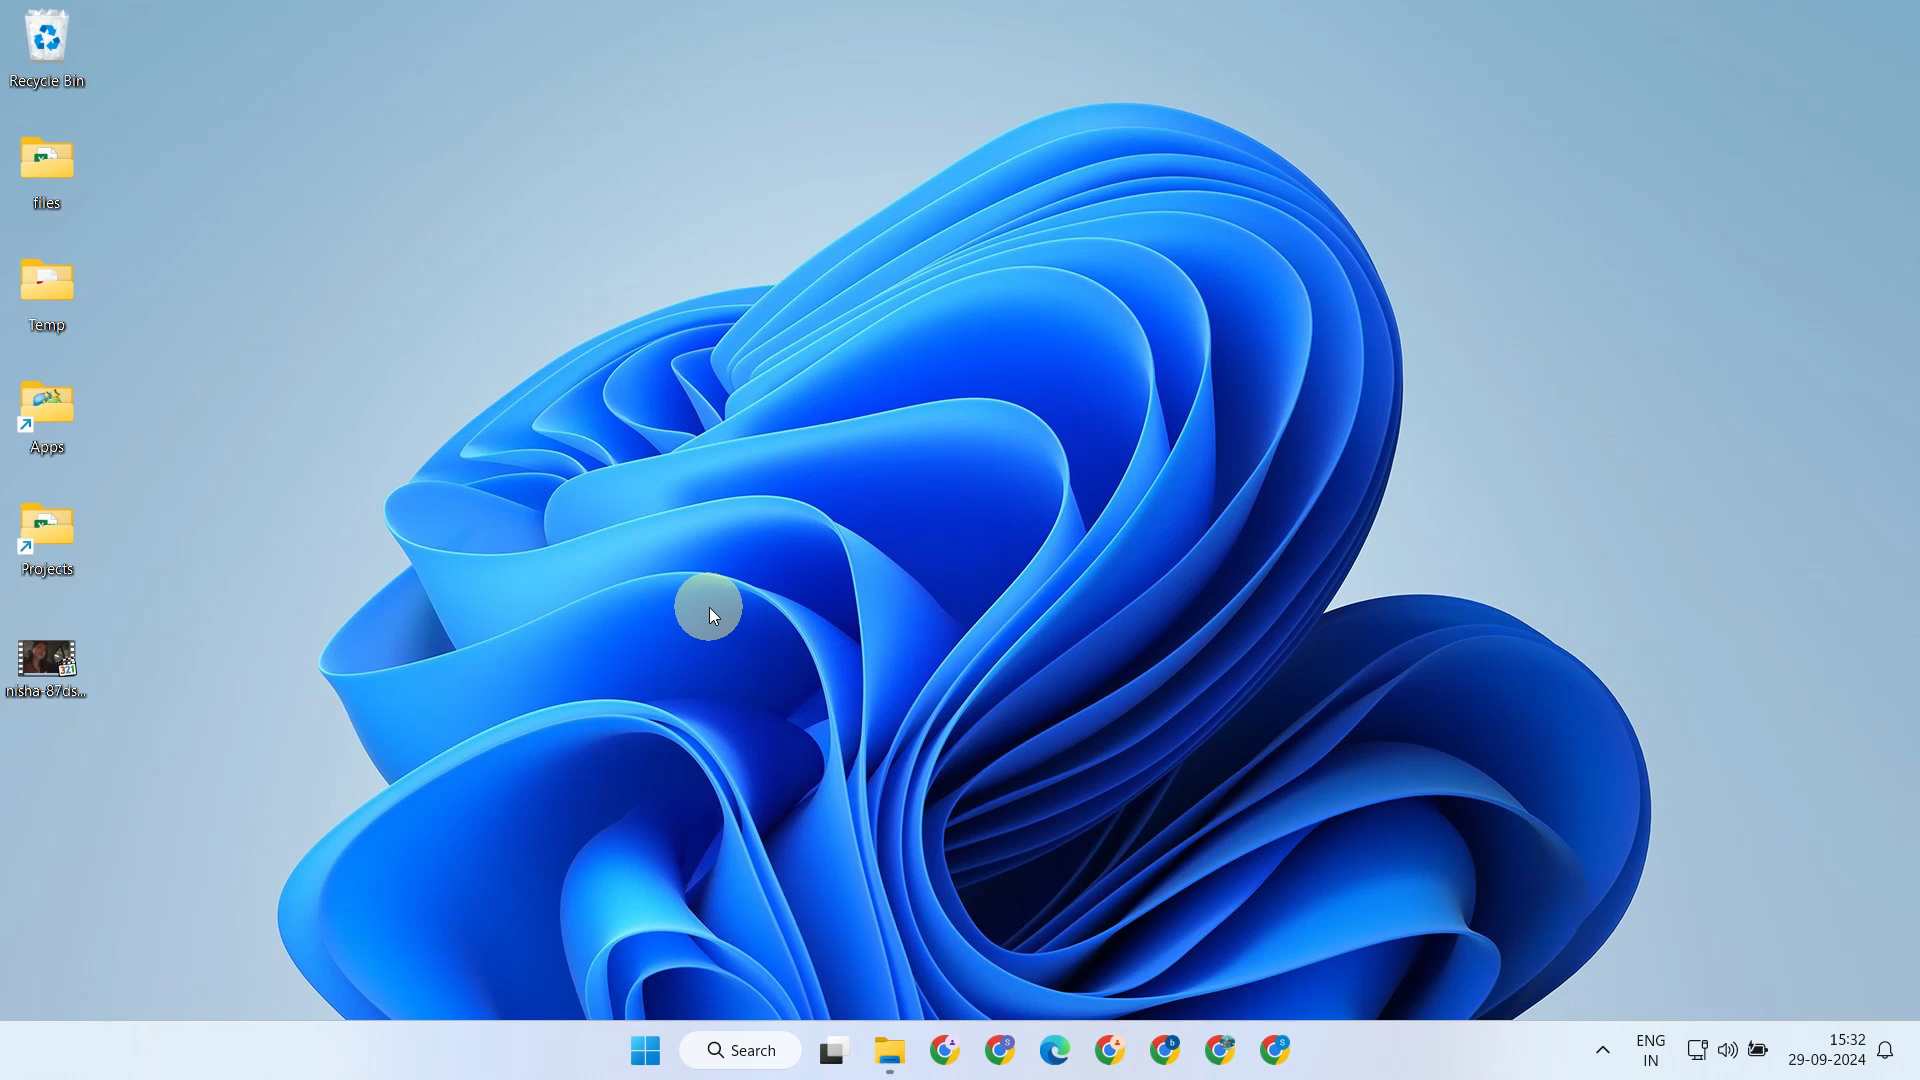 Recycle Bin
files
Temp
Apps
Projects
nisha-87ds...
Search
ENG
IN
15:32
29-09-2024